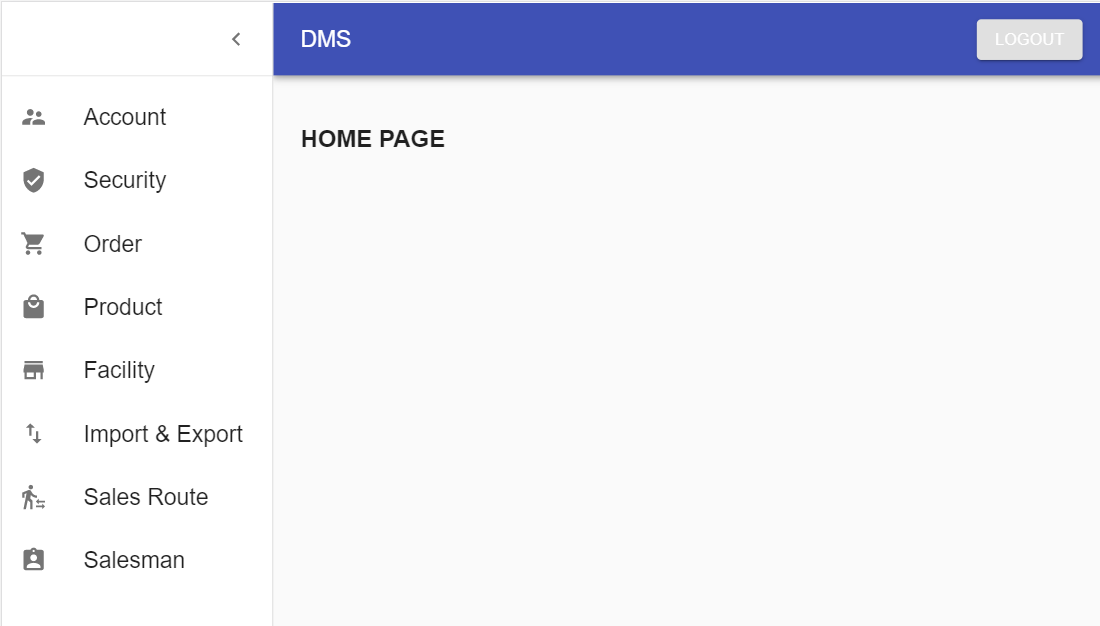 DMS
LOGOUT
Account
Security
Order
Product
Facility
Import & Export
Sales Route
Salesman
HOME PAGE